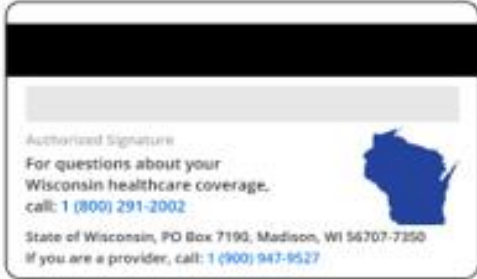 Authorized Signature
For questions about your
Wisconsin healthcare coverage,
call: 1 (800) 291-2002
State of Wisconsin, PO Box 7190, Madison, WI 56707-7350
If you are a provider, call: 1 (900) 947-9527